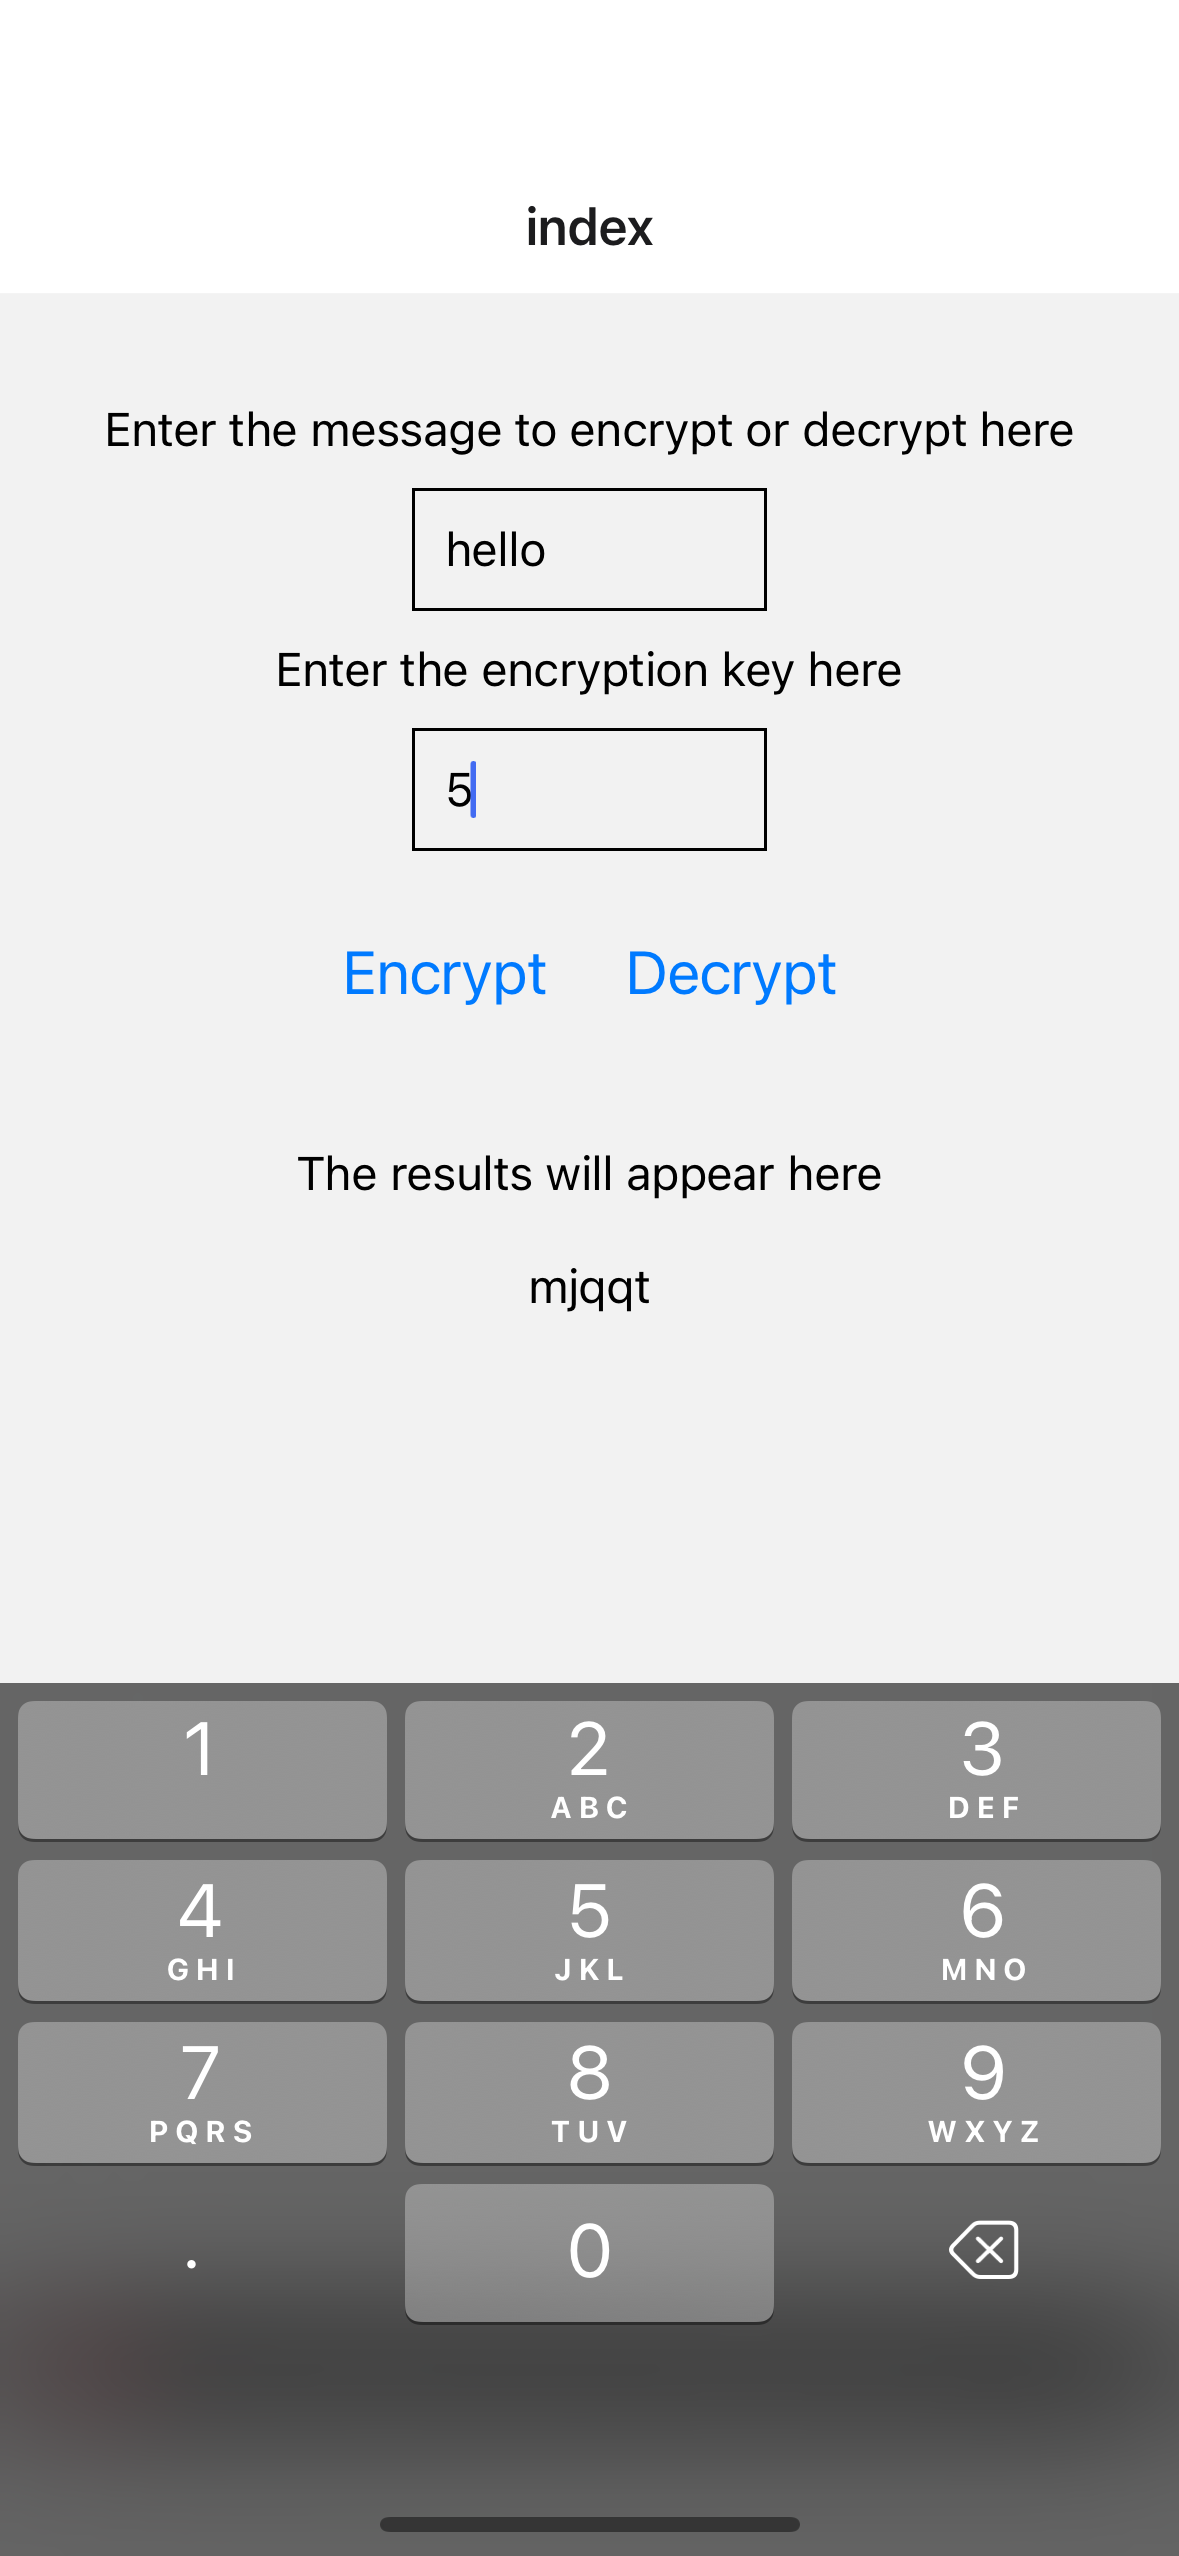 index
Enter the message to encrypt or decrypt here
hello
Enter the encryption key here
5
Encrypt Decrypt
The results will appear here
mjqqt
1 2 3
ABC DEF
4 5 6
GHI JKL MNO
7 8 9
PQRS TUV WXYZ
. 0